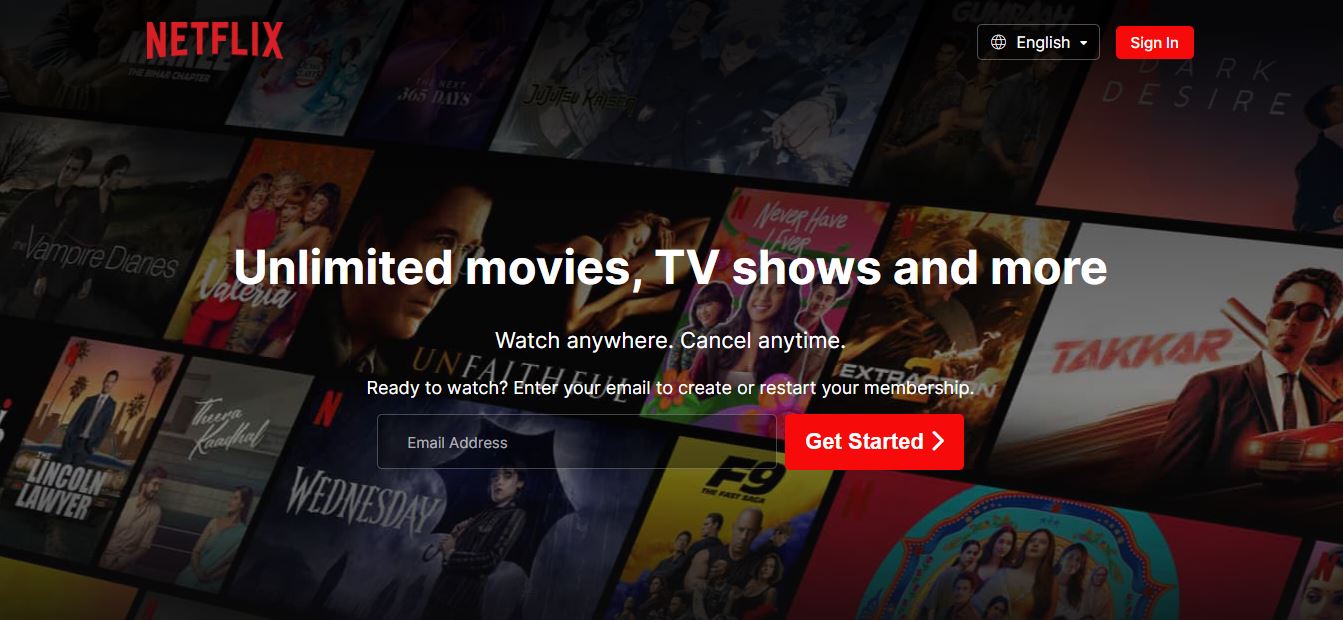 NETFLIX
English
Sign In
THE BIHAR CHAPTER
THE NEXT
365 DAYS
JUJUTSU KAISEN
GUMRAAH
DARK
DESIRE
the Vampire Diaries
Valeria
Never Have
I Ever
Unlimited movies, TV shows and more
Watch anywhere. Cancel anytime.
UNFAITHFUL
EXTRACTION
TAKKAR
Ready to watch? Enter your email to create or restart your membership.
Email Address
Get Started
THE
LINCOLN
LAWYER
Theera
Kaadhal
WEDNESDAY
F9
THE FAST SAGA